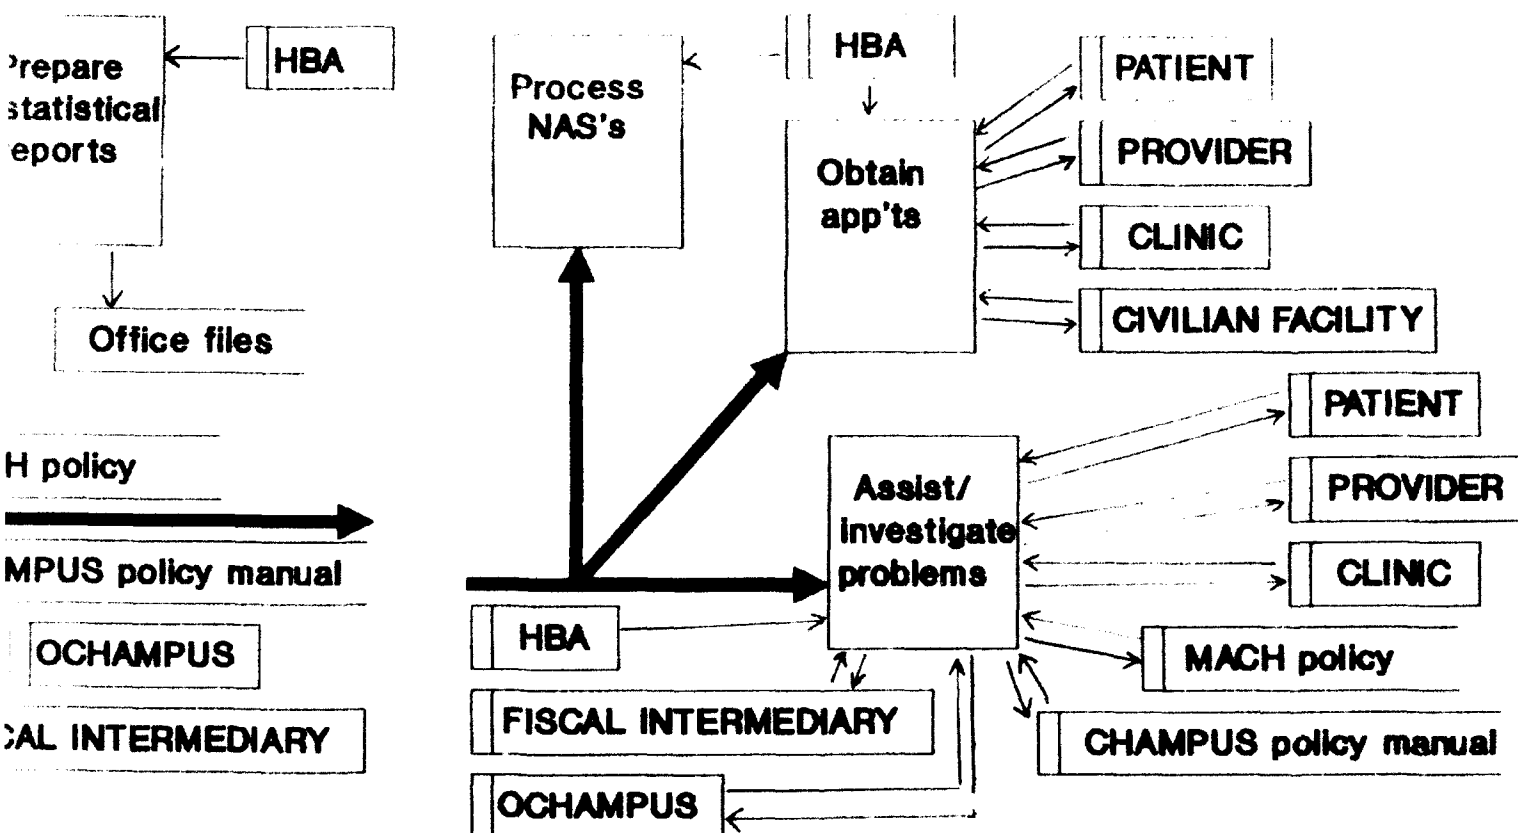 Prepare
statistical
reports
HBA
Office files
H policy
MPUS policy manual
OCHAMPUS
CAL INTERMEDIARY
Process
NAS's
HBA
Obtain
app'ts
PATIENT
PROVIDER
CLINIC
CIVILIAN FACILITY
Assist/
investigate
problems
PATIENT
PROVIDER
CLINIC
MACH policy
CHAMPUS policy manual
HBA
FISCAL INTERMEDIARY
OCHAMPUS